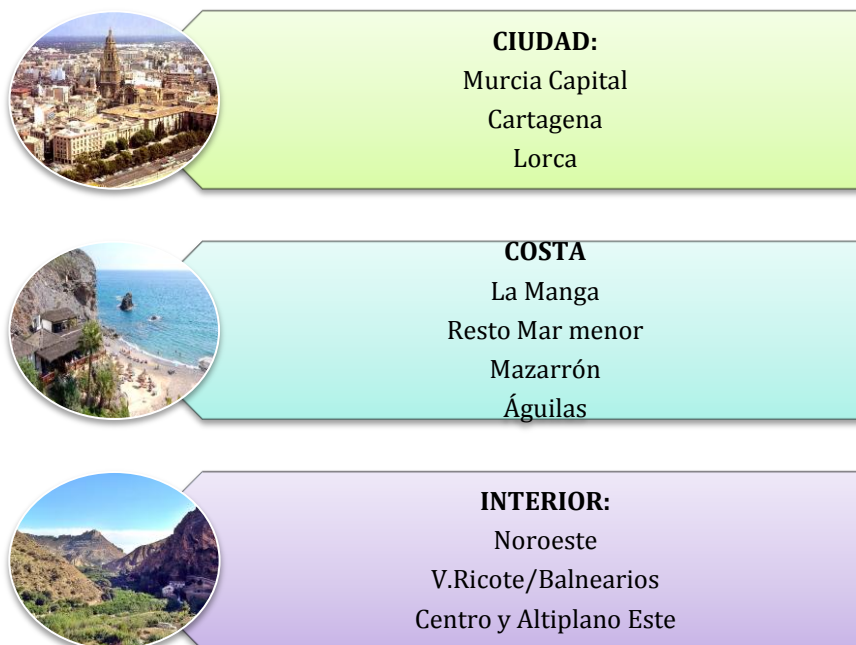 CIUDAD:
Murcia Capital
Cartagena
Lorca
COSTA
La Manga
Resto Mar menor
Mazarrón
Águilas
INTERIOR:
Noroeste
V.Ricote/Balnearios
Centro y Altiplano Este